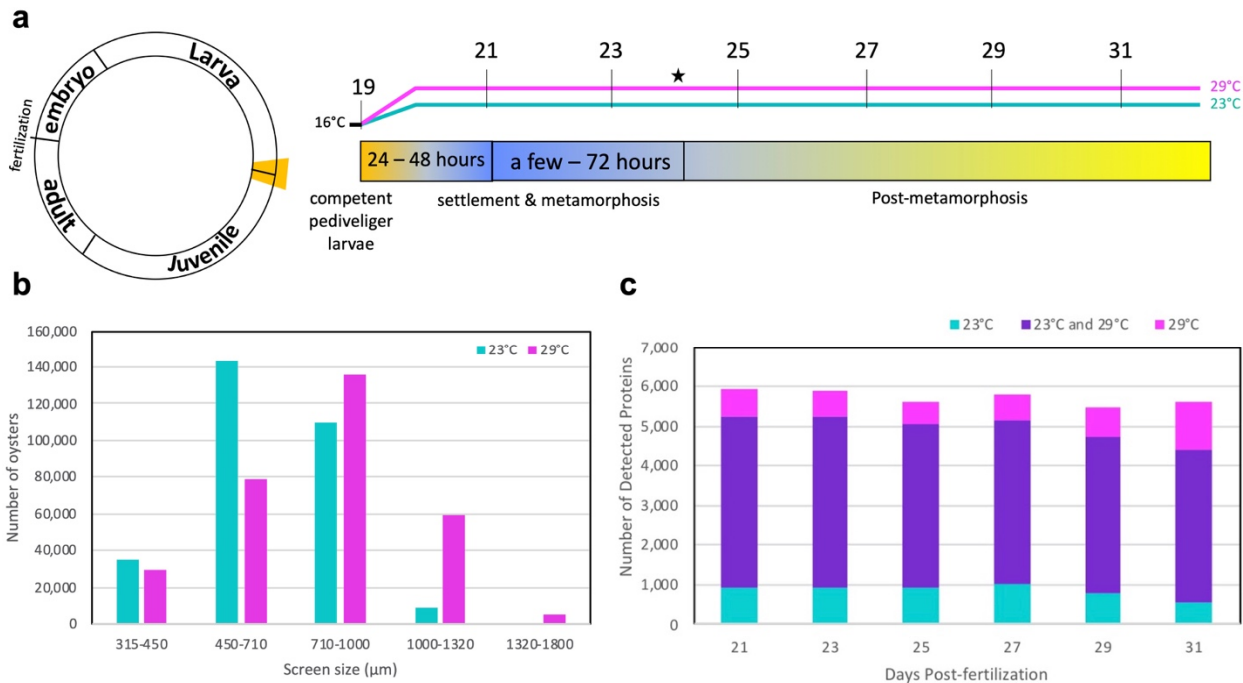 a
fertilization
embryo
Larva
adult
Juvenile
19
21
23
25
27
29
31
★
16°C
29°C
23°C
24 – 48 hours
a few – 72 hours
competent
pediveliger
larvae
settlement & metamorphosis
Post-metamorphosis
b
Number of oysters
160,000
140,000
120,000
100,000
80,000
60,000
40,000
20,000
0
23°C 29°C
315-450 450-710 710-1000 1000-1320 1320-1800
Screen size (µm)
c
23°C 23°C and 29°C 29°C
Number of Detected Proteins
7,000
6,000
5,000
4,000
3,000
2,000
1,000
0
21 23 25 27 29 31
Days Post-fertilization